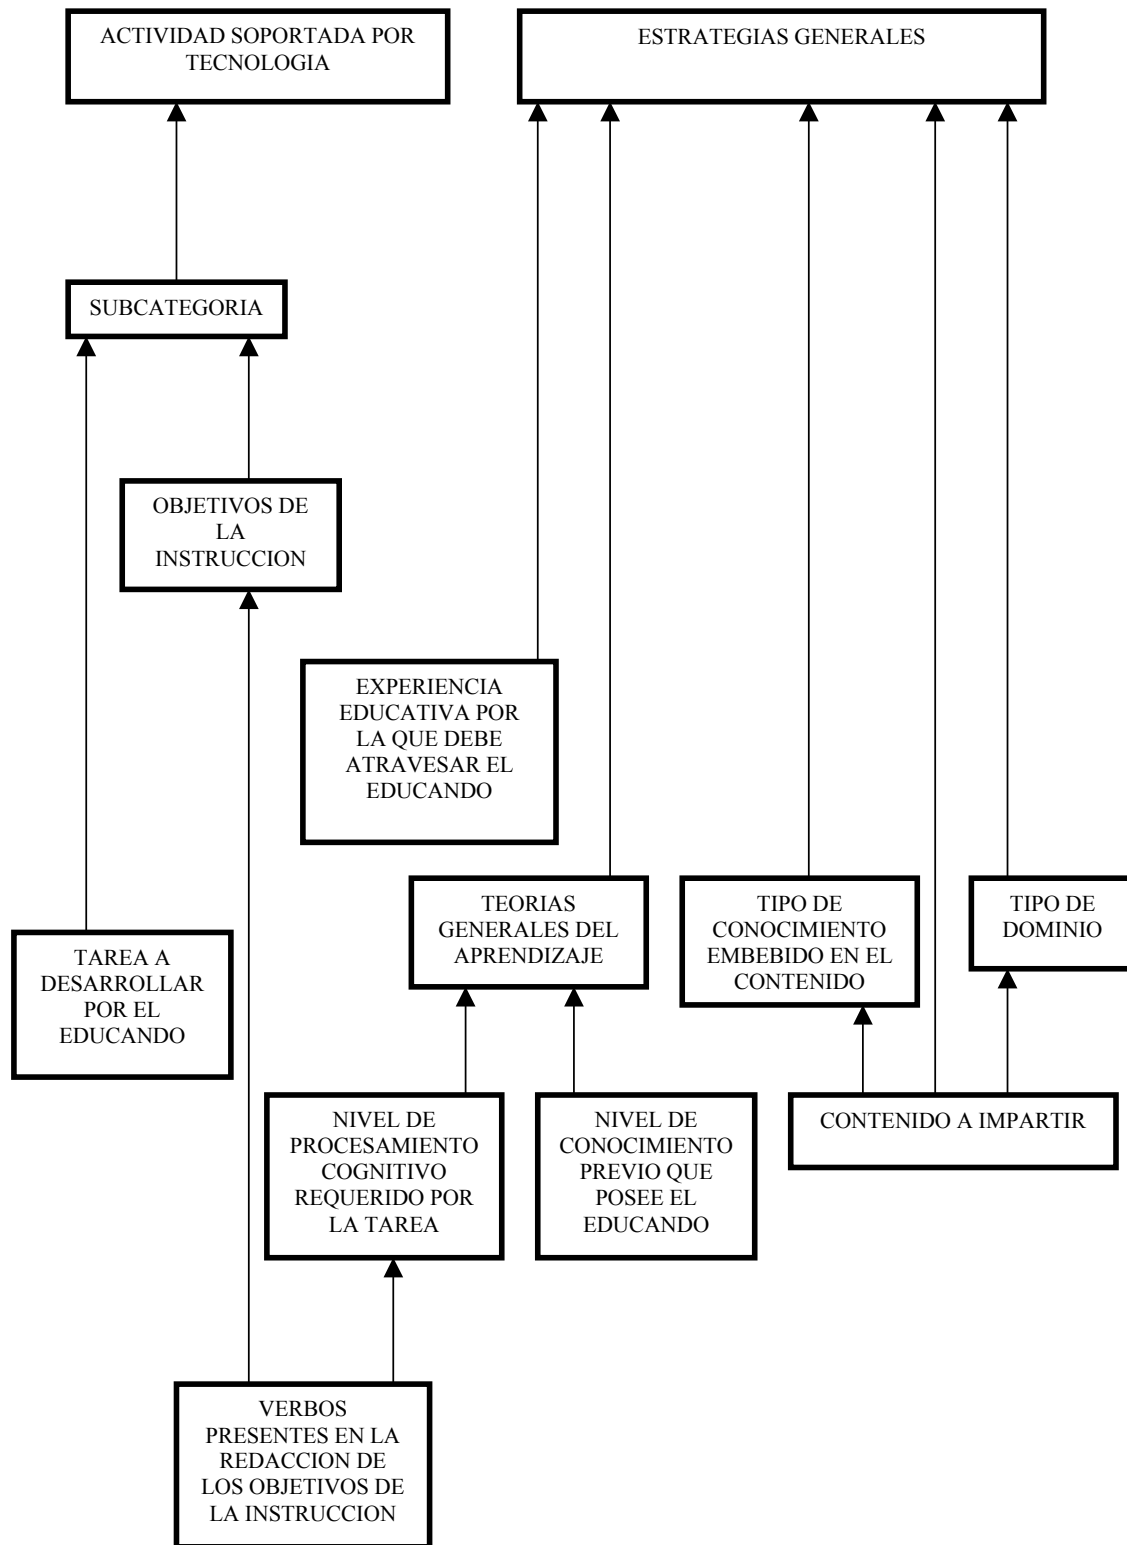 ACTIVIDAD SOPORTADA POR
TECNOLOGIA
ESTRATEGIAS GENERALES
SUBCATEGORIA
OBJETIVOS DE
LA
INSTRUCCION
EXPERIENCIA
EDUCATIVA POR
LA QUE DEBE
ATRAVESAR EL
EDUCANDO
TEORIAS
GENERALES DEL
APRENDIZAJE
TIPO DE
CONOCIMIENTO
EMBEBIDO EN EL
CONTENIDO
TIPO DE
DOMINIO
TAREA A
DESARROLLAR
POR EL
EDUCANDO
NIVEL DE
PROCESAMIENTO
COGNITIVO
REQUERIDO POR
LA TAREA
NIVEL DE
CONOCIMIENTO
PREVIO QUE
POSEE EL
EDUCANDO
CONTENIDO A IMPARTIR
VERBOS
PRESENTES EN LA
REDACCION DE
LOS OBJETIVOS DE
LA INSTRUCCION